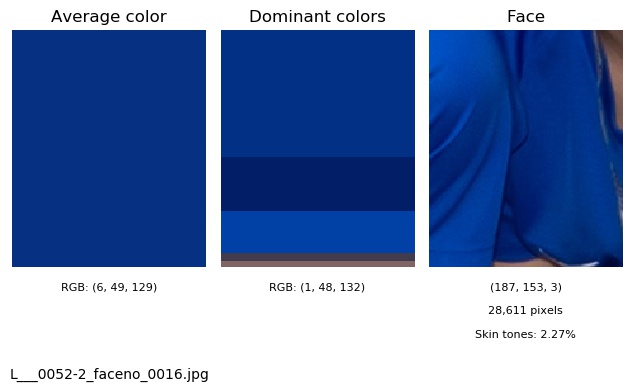 Average color
Dominant colors
Face
RGB: (6, 49, 129)
RGB: (1, 48, 132)
(187, 153, 3)
28,611 pixels
Skin tones: 2.27%
L___0052-2_faceno_0016.jpg